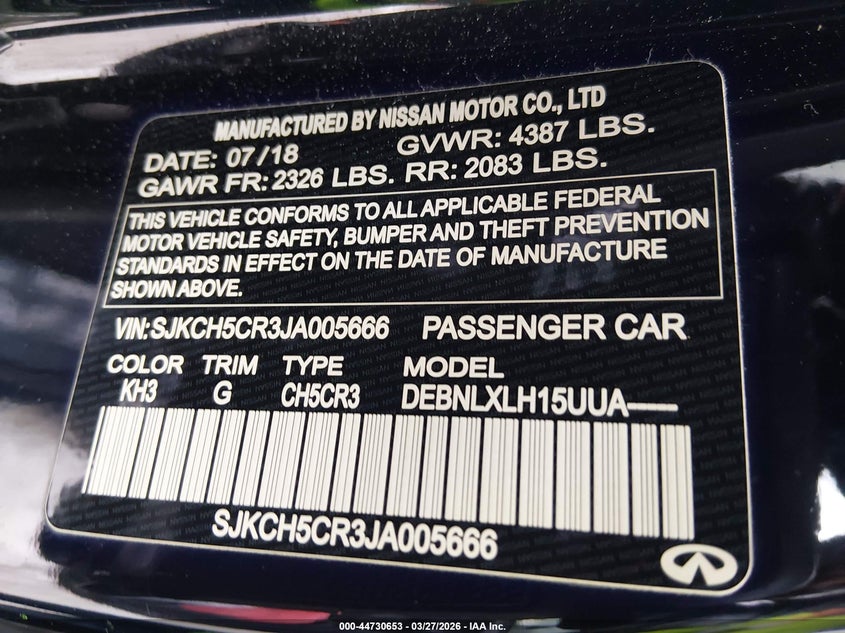 MANUFACTURED BY NISSAN MOTOR CO., LTD
DATE: 07/18 GVWR: 4387 LBS.
GAWR FR: 2326 LBS. RR: 2083 LBS.
THIS VEHICLE CONFORMS TO ALL APPLICABLE FEDERAL
MOTOR VEHICLE SAFETY, BUMPER AND THEFT PREVENTION
STANDARDS IN EFFECT ON THE DATE OF MANUFACTURE
SHOWN ABOVE.
VIN: SJKCH5CR3JA005666 PASSENGER CAR
COLOR TRIM TYPE MODEL
KH3 G CH5CR3 DEBNLXLH15UUA——
SJKCH5CR3JA005666
000-44730653 — 03/27/2026 — IAA Inc.